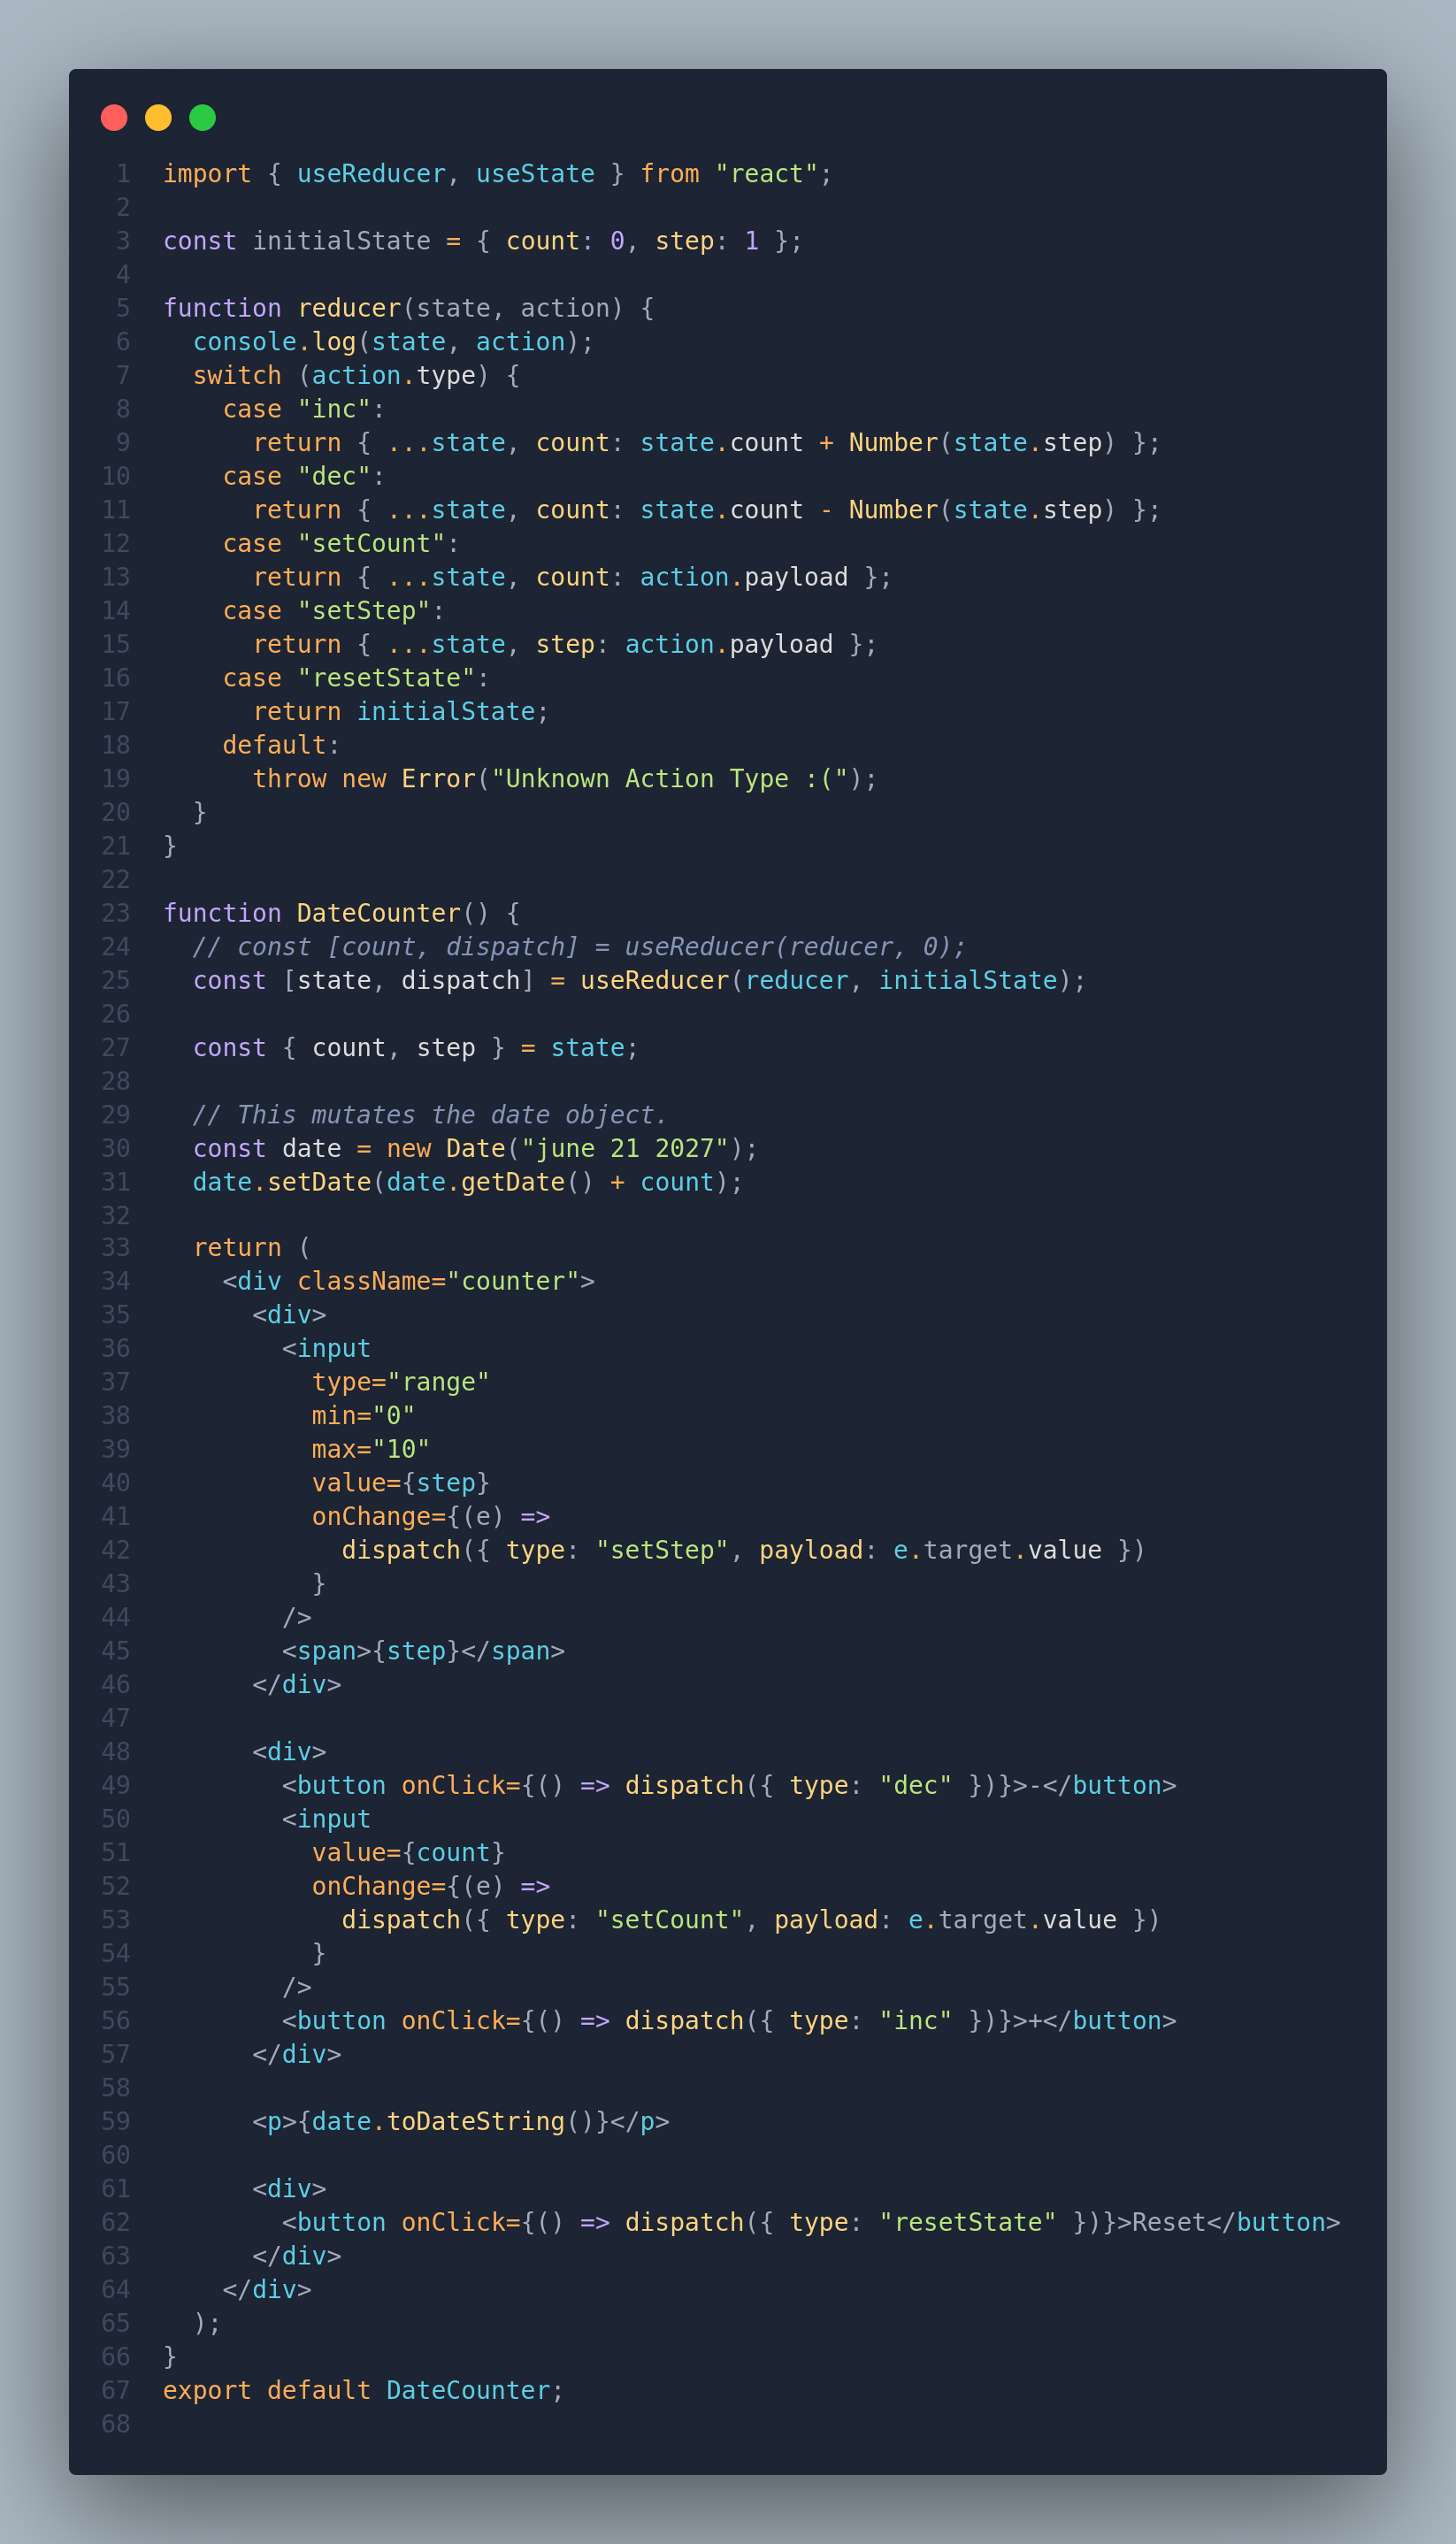 1 import { useReducer, useState } from "react";
2
3 const initialState = { count: 0, step: 1 };
4
5 function reducer(state, action) {
6   console.log(state, action);
7   switch (action.type) {
8     case "inc":
9       return { ...state, count: state.count + Number(state.step) };
10     case "dec":
11       return { ...state, count: state.count - Number(state.step) };
12     case "setCount":
13       return { ...state, count: action.payload };
14     case "setStep":
15       return { ...state, step: action.payload };
16     case "resetState":
17       return initialState;
18     default:
19       throw new Error("Unknown Action Type :(");
20   }
21 }
22
23 function DateCounter() {
24   // const [count, dispatch] = useReducer(reducer, 0);
25   const [state, dispatch] = useReducer(reducer, initialState);
26
27   const { count, step } = state;
28
29   // This mutates the date object.
30   const date = new Date("june 21 2027");
31   date.setDate(date.getDate() + count);
32
33   return (
34     <div className="counter">
35       <div>
36         <input
37           type="range"
38           min="0"
39           max="10"
40           value={step}
41           onChange={(e) =>
42             dispatch({ type: "setStep", payload: e.target.value })
43           }
44         />
45         <span>{step}</span>
46       </div>
47
48       <div>
49         <button onClick={() => dispatch({ type: "dec" })}>-</button>
50         <input
51           value={count}
52           onChange={(e) =>
53             dispatch({ type: "setCount", payload: e.target.value })
54           }
55         />
56         <button onClick={() => dispatch({ type: "inc" })}>+</button>
57       </div>
58
59       <p>{date.toDateString()}</p>
60
61       <div>
62         <button onClick={() => dispatch({ type: "resetState" })}>Reset</button>
63       </div>
64     </div>
65   );
66 }
67 export default DateCounter;
68